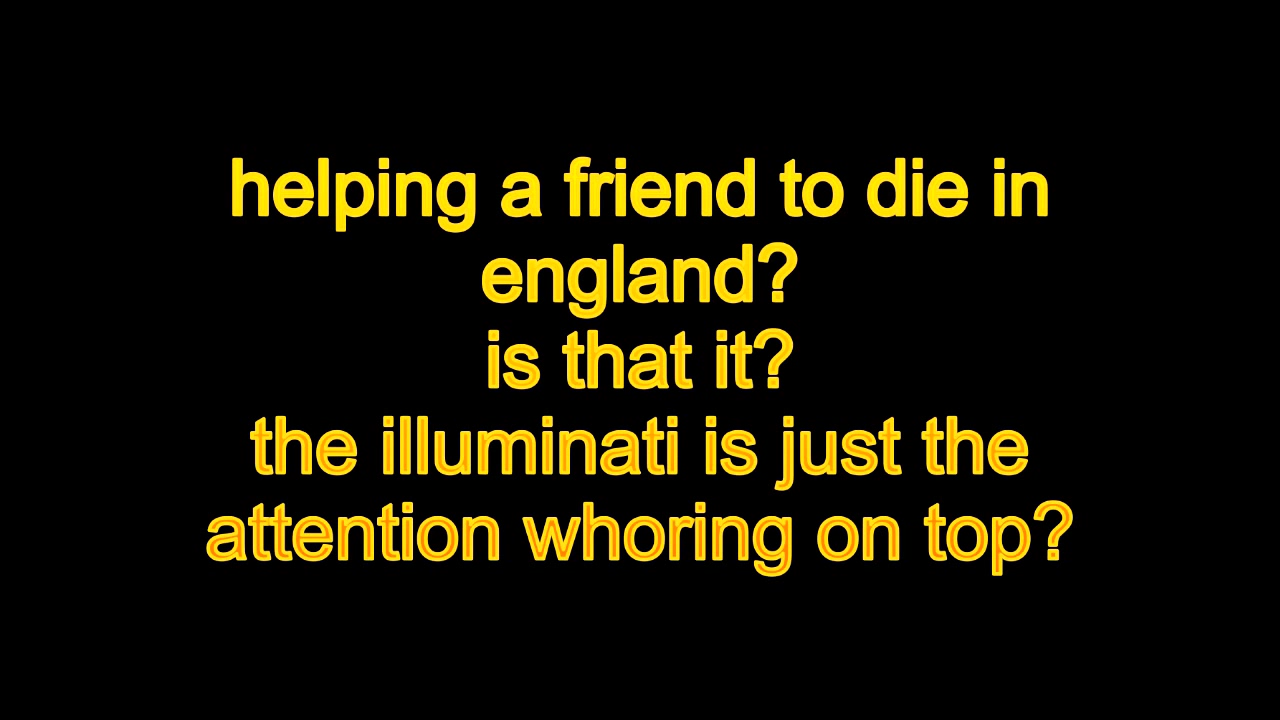 helping a friend to die in
england?
is that it?
the illuminati is just the
attention whoring on top?